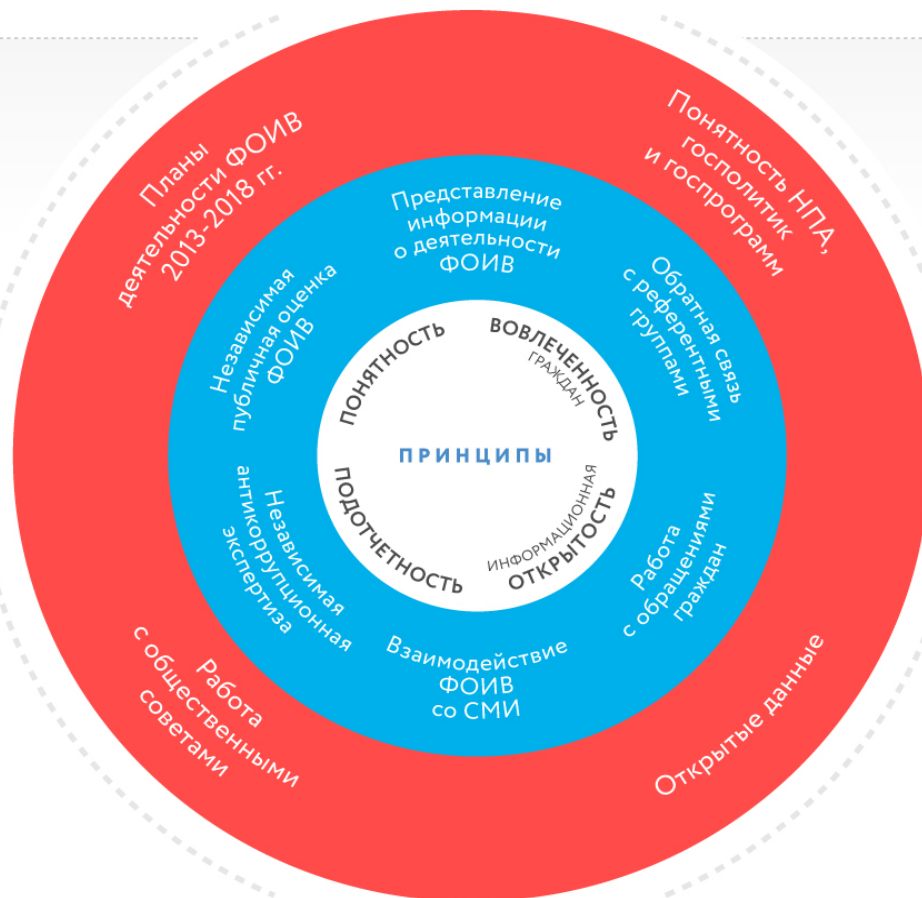 Планы
деятельности ФОИВ
2013-2018 гг.
Понятность НПА,
госполитик
и госпрограмм
Представление
информации
о деятельности
ФОИВ
Независимая
публичная оценка
ФОИВ
Обратная связь
с референтными
группами
ПОНЯТНОСТЬ
ВОВЛЕЧЕННОСТЬ
ГРАЖДАН
ПРИНЦИПЫ
ПОДОТЧЕТНОСТЬ
ИНФОРМАЦИОННАЯ
ОТКРЫТОСТЬ
Независимая
антикоррупционная
экспертиза
Работа
с обращениями
граждан
Взаимодействие
ФОИВ
со СМИ
Работа
с общественными
советами
Открытые данные